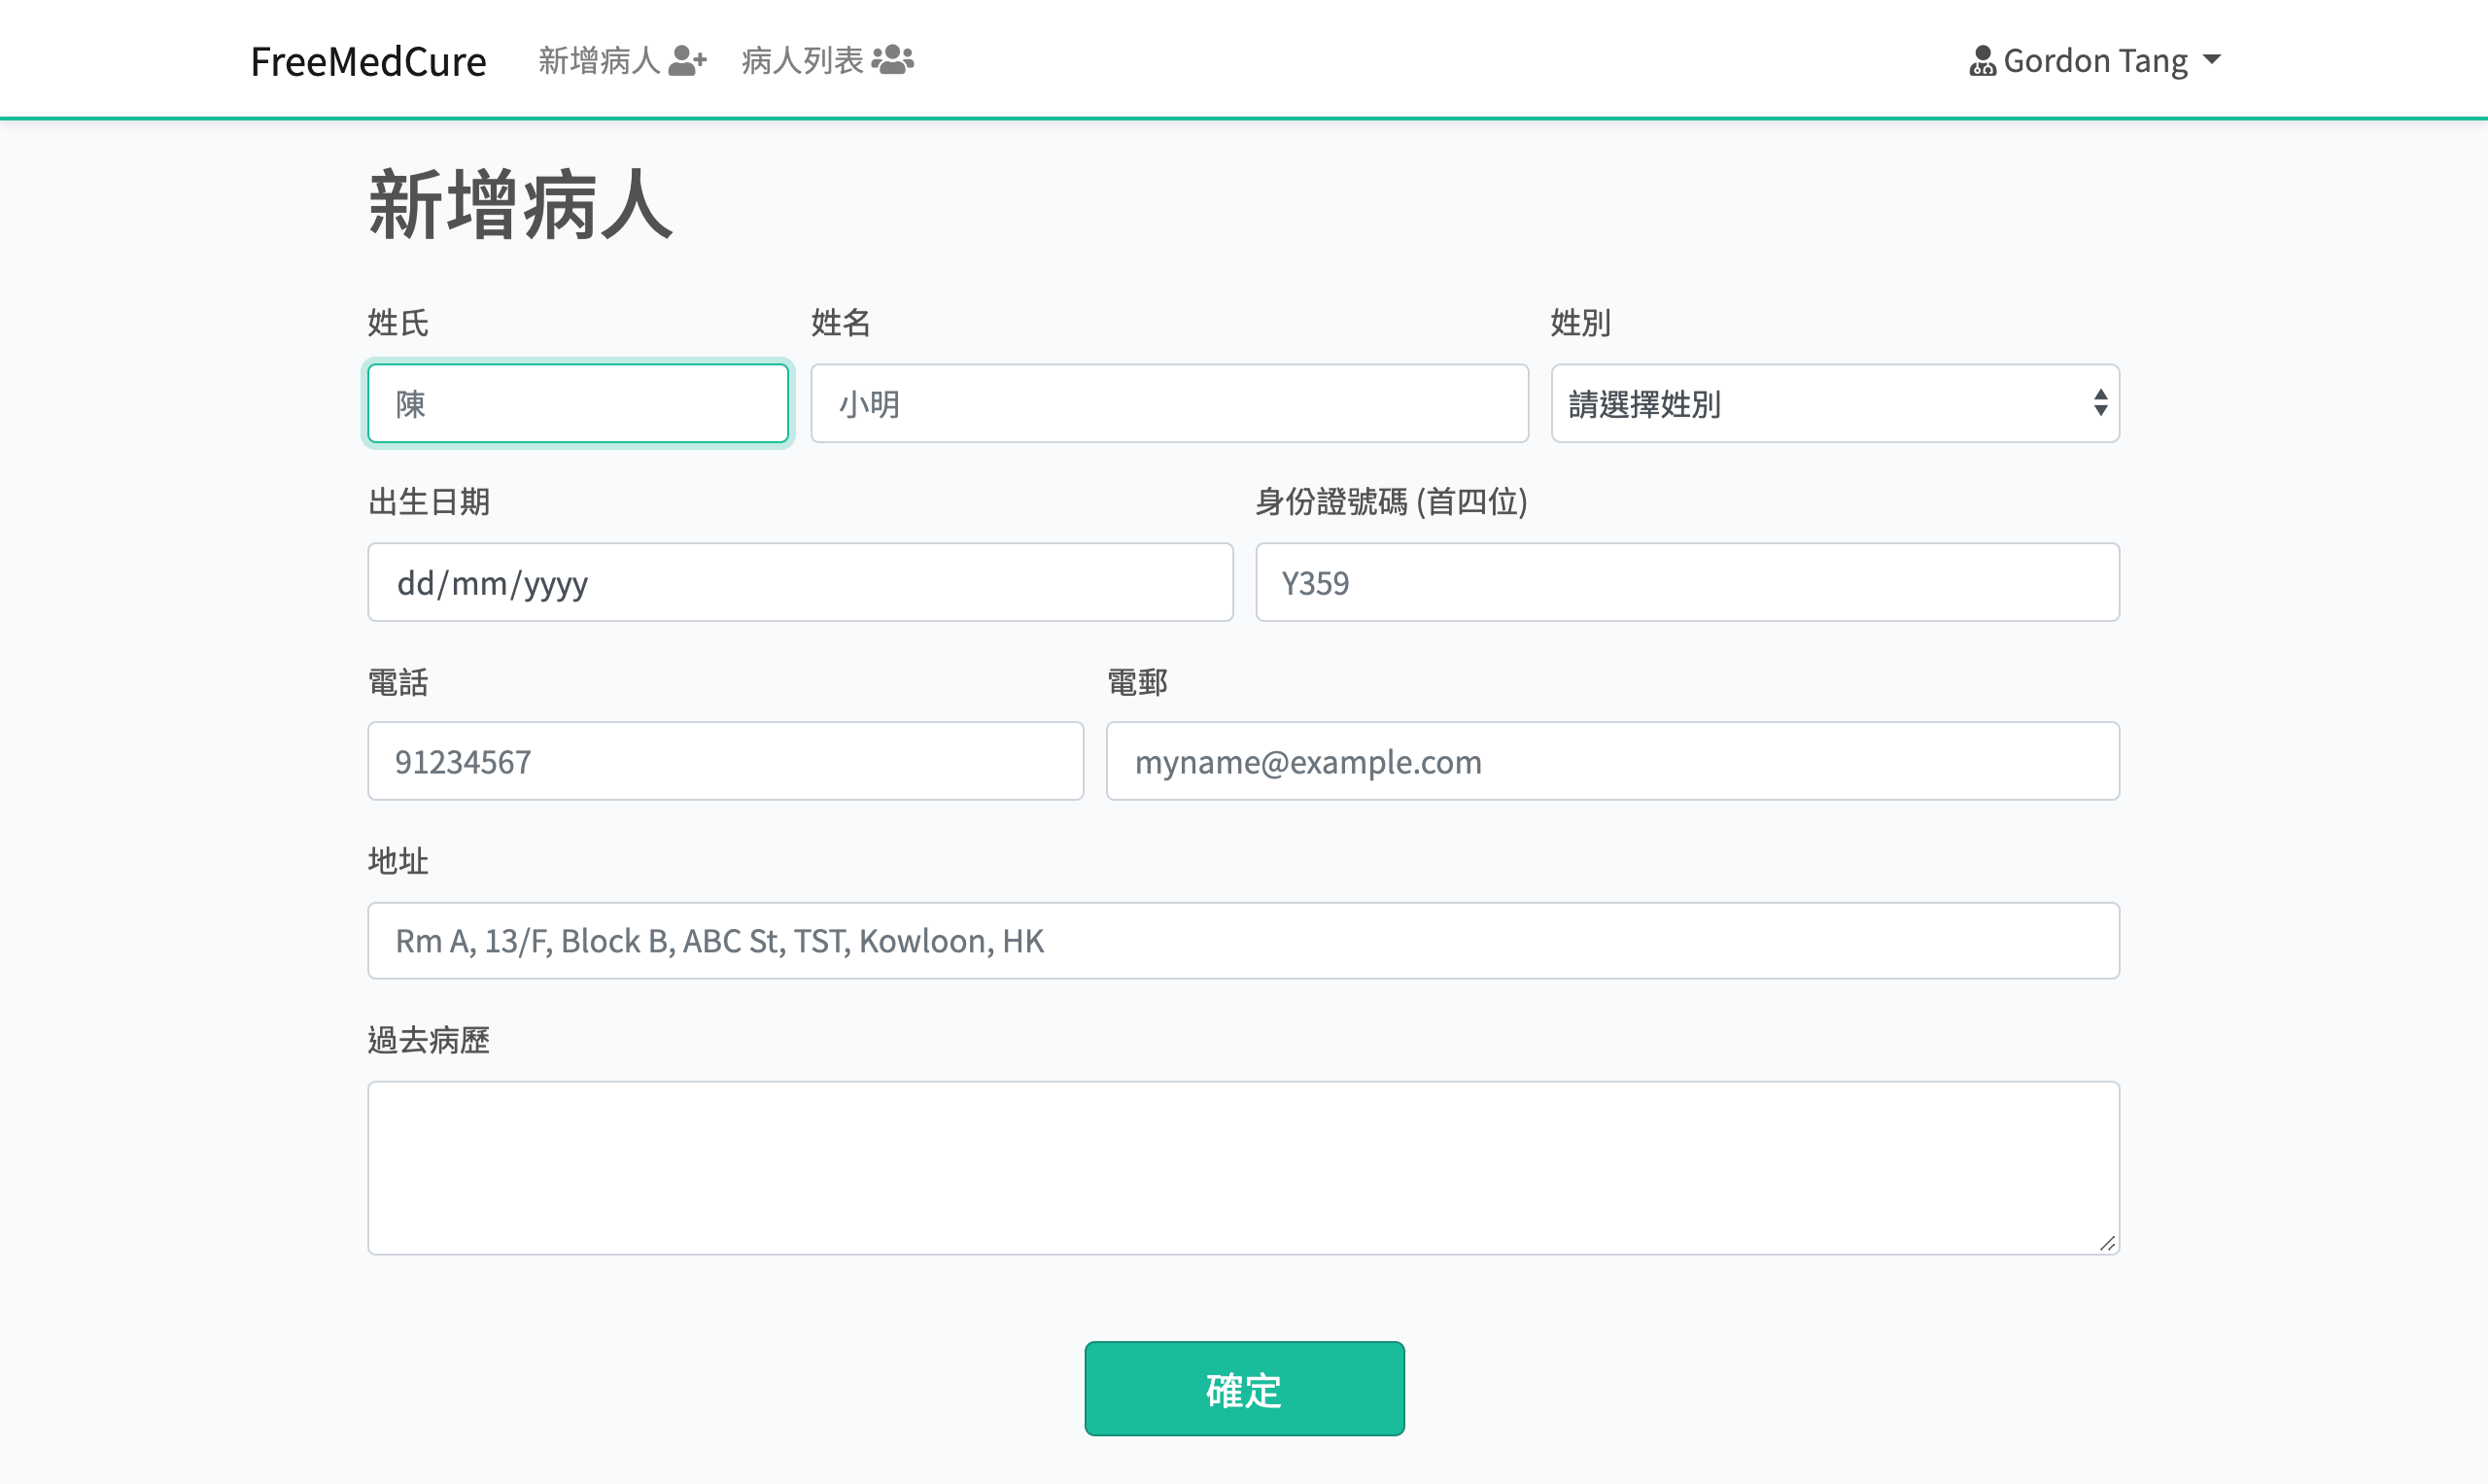 FreeMedCure 新增病人 病人列表 Gordon Tang
新增病人
姓氏 姓名 姓別
陳 小明 請選擇姓別
出生日期 身份證號碼 (首四位)
dd/mm/yyyy Y359
電話 電郵
91234567 myname@example.com
地址
Rm A, 13/F, Block B, ABC St, TST, Kowloon, HK
過去病歷
確定